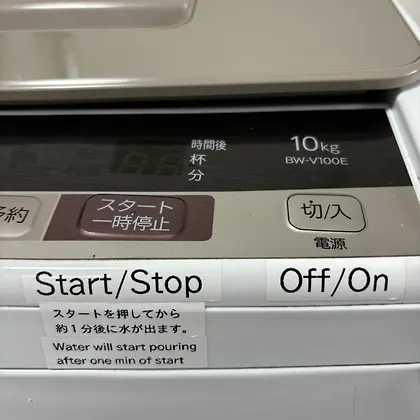 時間後
杯
分
10kg
BW-V100E
予約
スタート
一時停止
切/入
電源
Start/Stop
Off/On
スタートを押してから
約1分後に水が出ます。
Water will start pouring
after one min of start